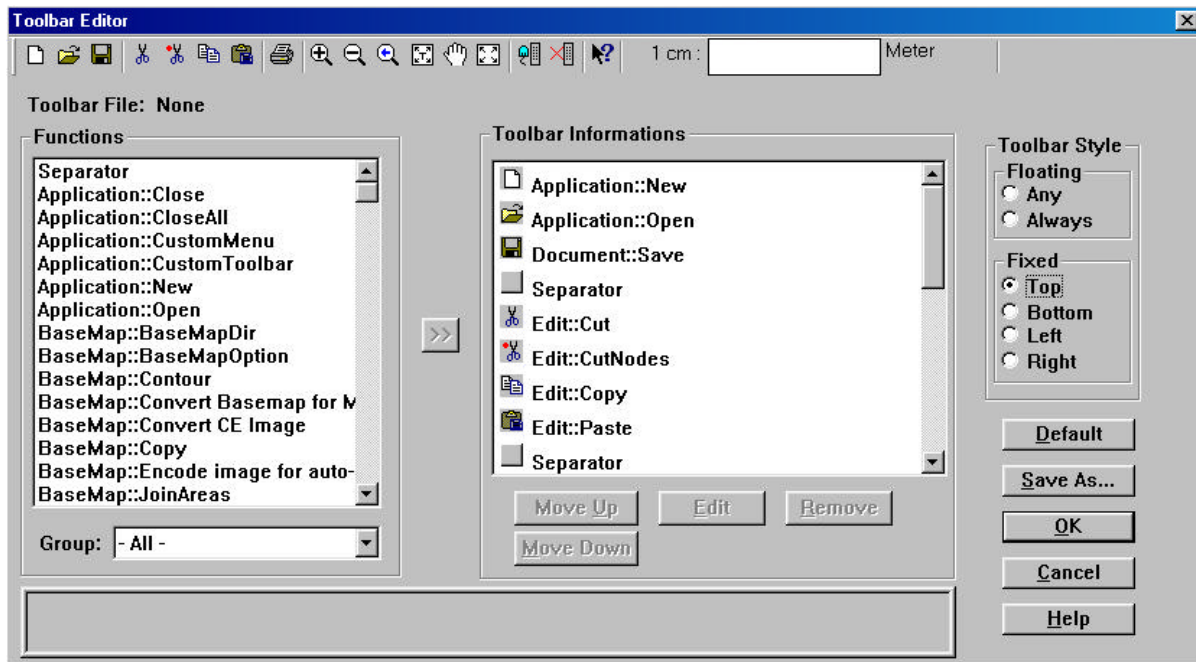 Toolbar Editor
1 cm :
Meter
Toolbar File: None
Functions
Separator
Application::Close
Application::CloseAll
Application::CustomMenu
Application::CustomToolbar
Application::New
Application::Open
BaseMap::BaseMapDir
BaseMap::BaseMapOption
BaseMap::Contour
BaseMap::Convert Basemap for M
BaseMap::Convert CE Image
BaseMap::Copy
BaseMap::Encode image for auto-
BaseMap::JoinAreas
Group: - All -
>>
Toolbar Informations
Application::New
Application::Open
Document::Save
Separator
Edit::Cut
Edit::CutNodes
Edit::Copy
Edit::Paste
Separator
Move Up
Edit
Remove
Move Down
Toolbar Style
Floating
Any
Always
Fixed
Top
Bottom
Left
Right
Default
Save As...
OK
Cancel
Help